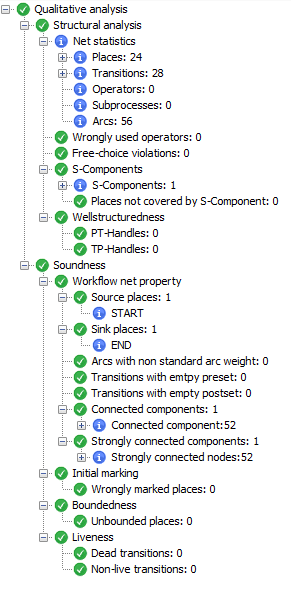 Qualitative analysis
Structural analysis
Net statistics
Places: 24
Transitions: 28
Operators: 0
Subprocesses: 0
Arcs: 56
Wrongly used operators: 0
Free-choice violations: 0
S-Components
S-Components: 1
Places not covered by S-Component: 0
Wellstructuredness
PT-Handles: 0
TP-Handles: 0
Soundness
Workflow net property
Source places: 1
START
Sink places: 1
END
Arcs with non standard arc weight: 0
Transitions with emtpy preset: 0
Transitions with empty postset: 0
Connected components: 1
Connected component:52
Strongly connected components: 1
Strongly connected nodes:52
Initial marking
Wrongly marked places: 0
Boundedness
Unbounded places: 0
Liveness
Dead transitions: 0
Non-live transitions: 0